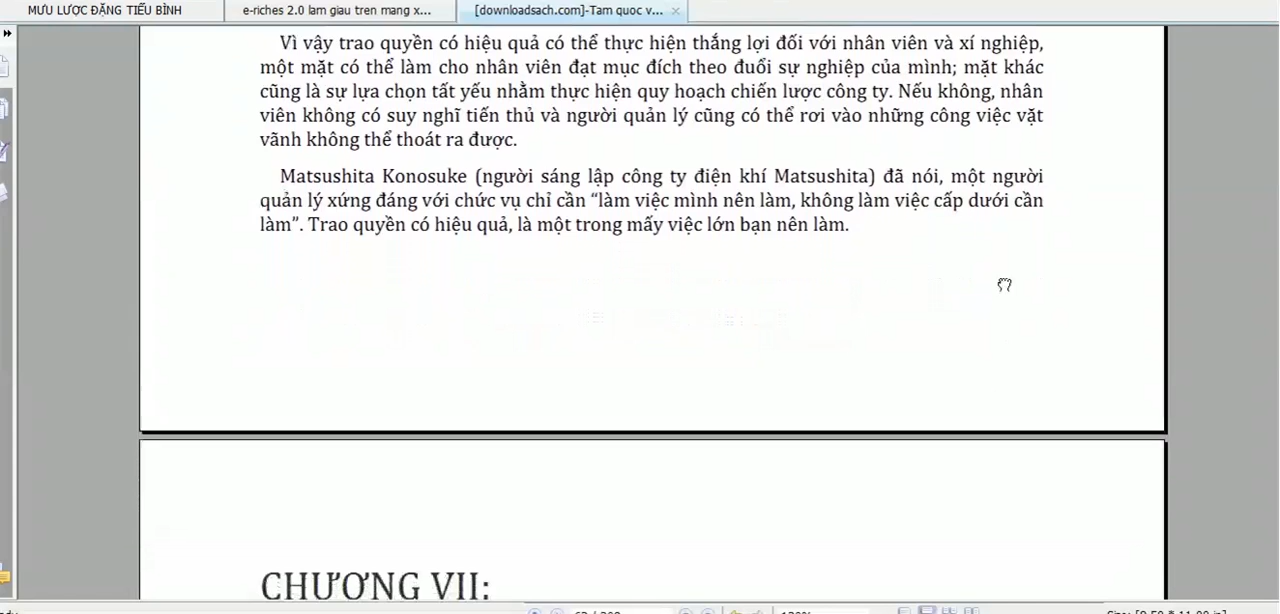 MƯU LƯỢC ĐẶNG TIỂU BÌNH
e-riches 2.0 lam giau tren mang x...
[downloadsach.com]-Tam quoc v...
Vì vậy trao quyền có hiệu quả có thể thực hiện thắng lợi đối với nhân viên và xí nghiệp,
một mặt có thể làm cho nhân viên đạt mục đích theo đuổi sự nghiệp của mình; mặt khác
cũng là sự lựa chọn tất yếu nhằm thực hiện quy hoạch chiến lược công ty. Nếu không, nhân
viên không có suy nghĩ tiến thủ và người quản lý cũng có thể rơi vào những công việc vặt
vãnh không thể thoát ra được.
Matsushita Konosuke (người sáng lập công ty điện khí Matsushita) đã nói, một người
quản lý xứng đáng với chức vụ chỉ cần “làm việc mình nên làm, không làm việc cấp dưới cần
làm”. Trao quyền có hiệu quả, là một trong mấy việc lớn bạn nên làm.
CHƯƠNG VII: